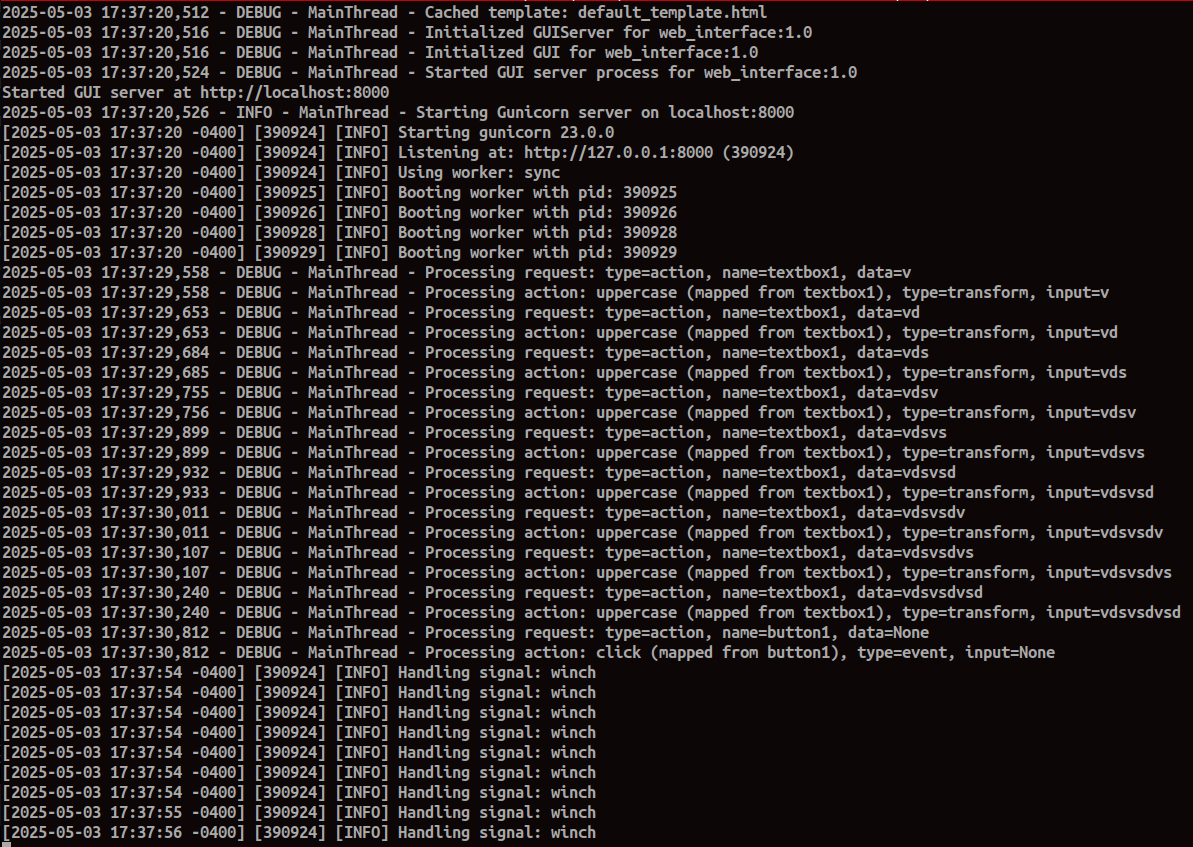 2025-05-03 17:37:20,512 - DEBUG - MainThread - Cached template: default_template.html
2025-05-03 17:37:20,516 - DEBUG - MainThread - Initialized GUIServer for web_interface:1.0
2025-05-03 17:37:20,516 - DEBUG - MainThread - Initialized GUI for web_interface:1.0
2025-05-03 17:37:20,524 - DEBUG - MainThread - Started GUI server process for web_interface:1.0
Started GUI server at http://localhost:8000
2025-05-03 17:37:20,526 - INFO - MainThread - Starting Gunicorn server on localhost:8000
[2025-05-03 17:37:20 -0400] [390924] [INFO] Starting gunicorn 23.0.0
[2025-05-03 17:37:20 -0400] [390924] [INFO] Listening at: http://127.0.0.1:8000 (390924)
[2025-05-03 17:37:20 -0400] [390924] [INFO] Using worker: sync
[2025-05-03 17:37:20 -0400] [390925] [INFO] Booting worker with pid: 390925
[2025-05-03 17:37:20 -0400] [390926] [INFO] Booting worker with pid: 390926
[2025-05-03 17:37:20 -0400] [390928] [INFO] Booting worker with pid: 390928
[2025-05-03 17:37:20 -0400] [390929] [INFO] Booting worker with pid: 390929
2025-05-03 17:37:29,558 - DEBUG - MainThread - Processing request: type=action, name=textbox1, data=v
2025-05-03 17:37:29,558 - DEBUG - MainThread - Processing action: uppercase (mapped from textbox1), type=transform, input=v
2025-05-03 17:37:29,653 - DEBUG - MainThread - Processing request: type=action, name=textbox1, data=vd
2025-05-03 17:37:29,653 - DEBUG - MainThread - Processing action: uppercase (mapped from textbox1), type=transform, input=vd
2025-05-03 17:37:29,684 - DEBUG - MainThread - Processing request: type=action, name=textbox1, data=vds
2025-05-03 17:37:29,685 - DEBUG - MainThread - Processing action: uppercase (mapped from textbox1), type=transform, input=vds
2025-05-03 17:37:29,755 - DEBUG - MainThread - Processing request: type=action, name=textbox1, data=vdsv
2025-05-03 17:37:29,756 - DEBUG - MainThread - Processing action: uppercase (mapped from textbox1), type=transform, input=vdsv
2025-05-03 17:37:29,899 - DEBUG - MainThread - Processing request: type=action, name=textbox1, data=vdsvs
2025-05-03 17:37:29,899 - DEBUG - MainThread - Processing action: uppercase (mapped from textbox1), type=transform, input=vdsvs
2025-05-03 17:37:29,932 - DEBUG - MainThread - Processing request: type=action, name=textbox1, data=vdsvsd
2025-05-03 17:37:29,933 - DEBUG - MainThread - Processing action: uppercase (mapped from textbox1), type=transform, input=vdsvsd
2025-05-03 17:37:30,011 - DEBUG - MainThread - Processing request: type=action, name=textbox1, data=vdsvsdv
2025-05-03 17:37:30,011 - DEBUG - MainThread - Processing action: uppercase (mapped from textbox1), type=transform, input=vdsvsdv
2025-05-03 17:37:30,107 - DEBUG - MainThread - Processing request: type=action, name=textbox1, data=vdsvsdvs
2025-05-03 17:37:30,107 - DEBUG - MainThread - Processing action: uppercase (mapped from textbox1), type=transform, input=vdsvsdvs
2025-05-03 17:37:30,240 - DEBUG - MainThread - Processing request: type=action, name=textbox1, data=vdsvsdvsd
2025-05-03 17:37:30,240 - DEBUG - MainThread - Processing action: uppercase (mapped from textbox1), type=transform, input=vdsvsdvsd
2025-05-03 17:37:30,812 - DEBUG - MainThread - Processing request: type=action, name=button1, data=None
2025-05-03 17:37:30,812 - DEBUG - MainThread - Processing action: click (mapped from button1), type=event, input=None
[2025-05-03 17:37:54 -0400] [390924] [INFO] Handling signal: winch
[2025-05-03 17:37:54 -0400] [390924] [INFO] Handling signal: winch
[2025-05-03 17:37:54 -0400] [390924] [INFO] Handling signal: winch
[2025-05-03 17:37:54 -0400] [390924] [INFO] Handling signal: winch
[2025-05-03 17:37:54 -0400] [390924] [INFO] Handling signal: winch
[2025-05-03 17:37:54 -0400] [390924] [INFO] Handling signal: winch
[2025-05-03 17:37:54 -0400] [390924] [INFO] Handling signal: winch
[2025-05-03 17:37:55 -0400] [390924] [INFO] Handling signal: winch
[2025-05-03 17:37:56 -0400] [390924] [INFO] Handling signal: winch